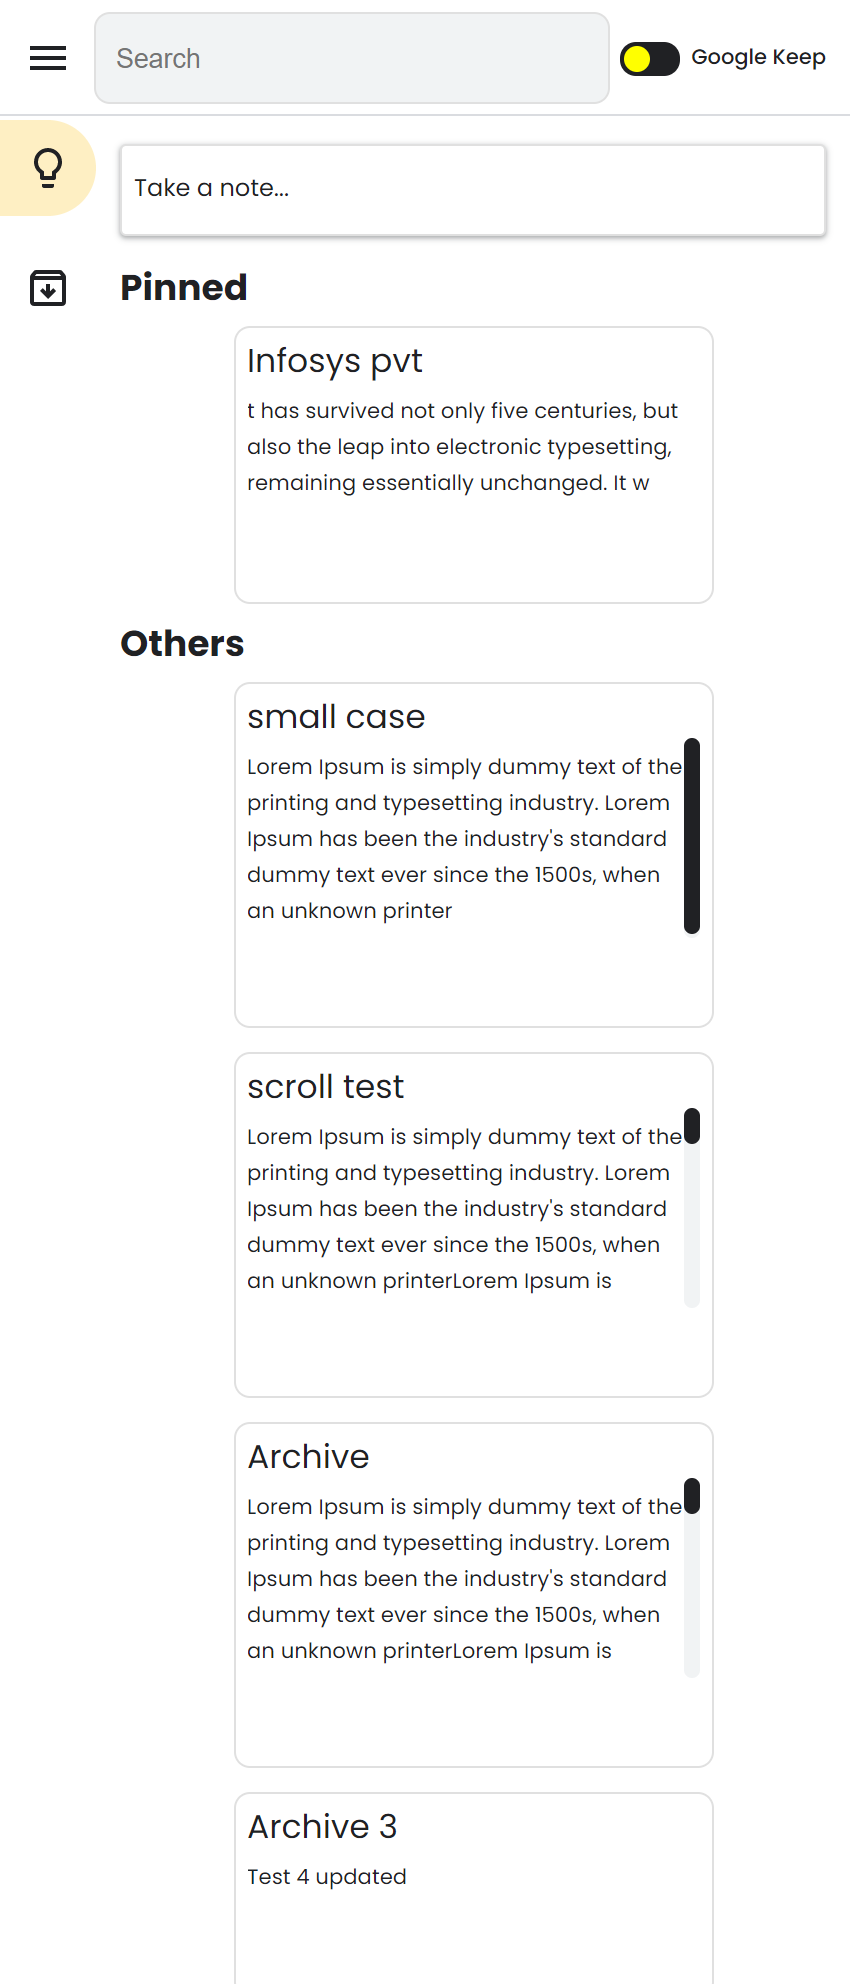 Search
Google Keep
Take a note...
Pinned
Infosys pvt
t has survived not only five centuries, but
also the leap into electronic typesetting,
remaining essentially unchanged. It w
Others
small case
Lorem Ipsum is simply dummy text of the
printing and typesetting industry. Lorem
Ipsum has been the industry's standard
dummy text ever since the 1500s, when
an unknown printer
scroll test
Lorem Ipsum is simply dummy text of the
printing and typesetting industry. Lorem
Ipsum has been the industry's standard
dummy text ever since the 1500s, when
an unknown printerLorem Ipsum is
Archive
Lorem Ipsum is simply dummy text of the
printing and typesetting industry. Lorem
Ipsum has been the industry's standard
dummy text ever since the 1500s, when
an unknown printerLorem Ipsum is
Archive 3
Test 4 updated